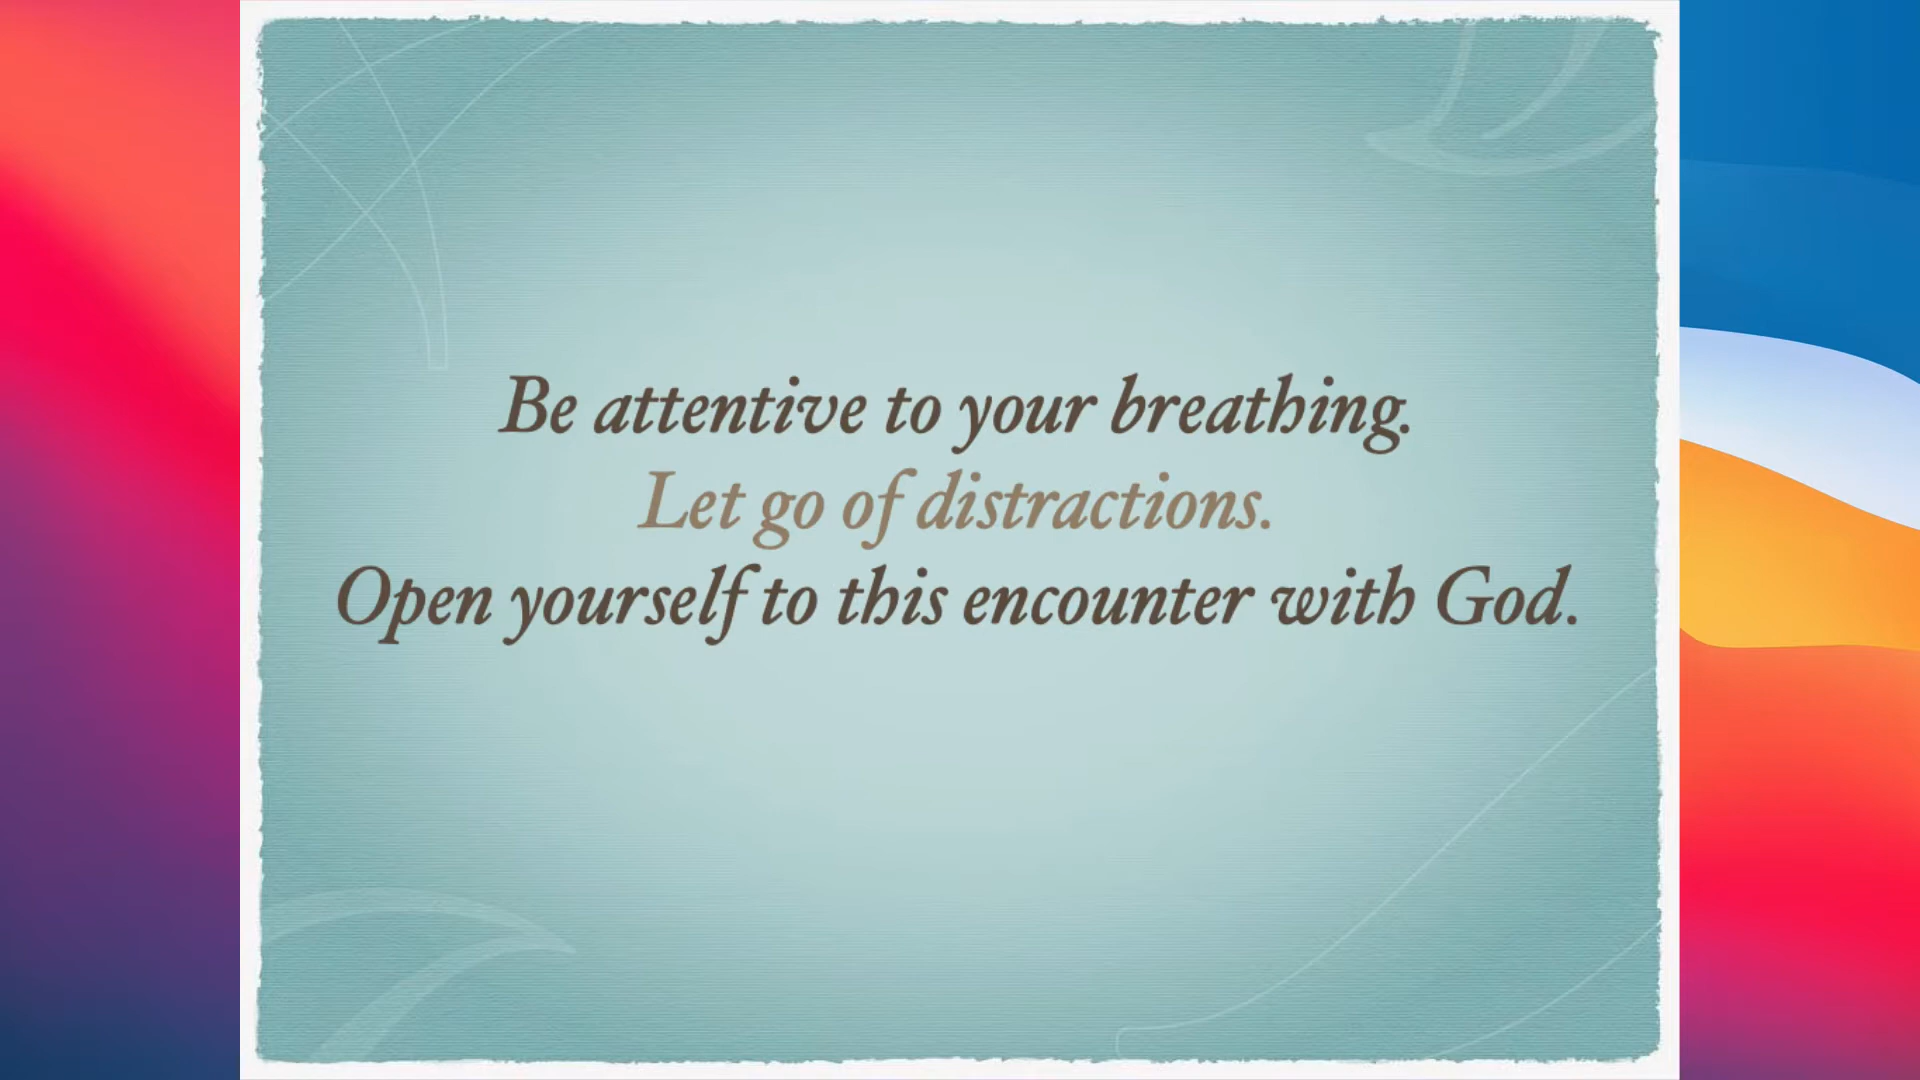 Be attentive to your breathing.
Let go of distractions.
Open yourself to this encounter with God.